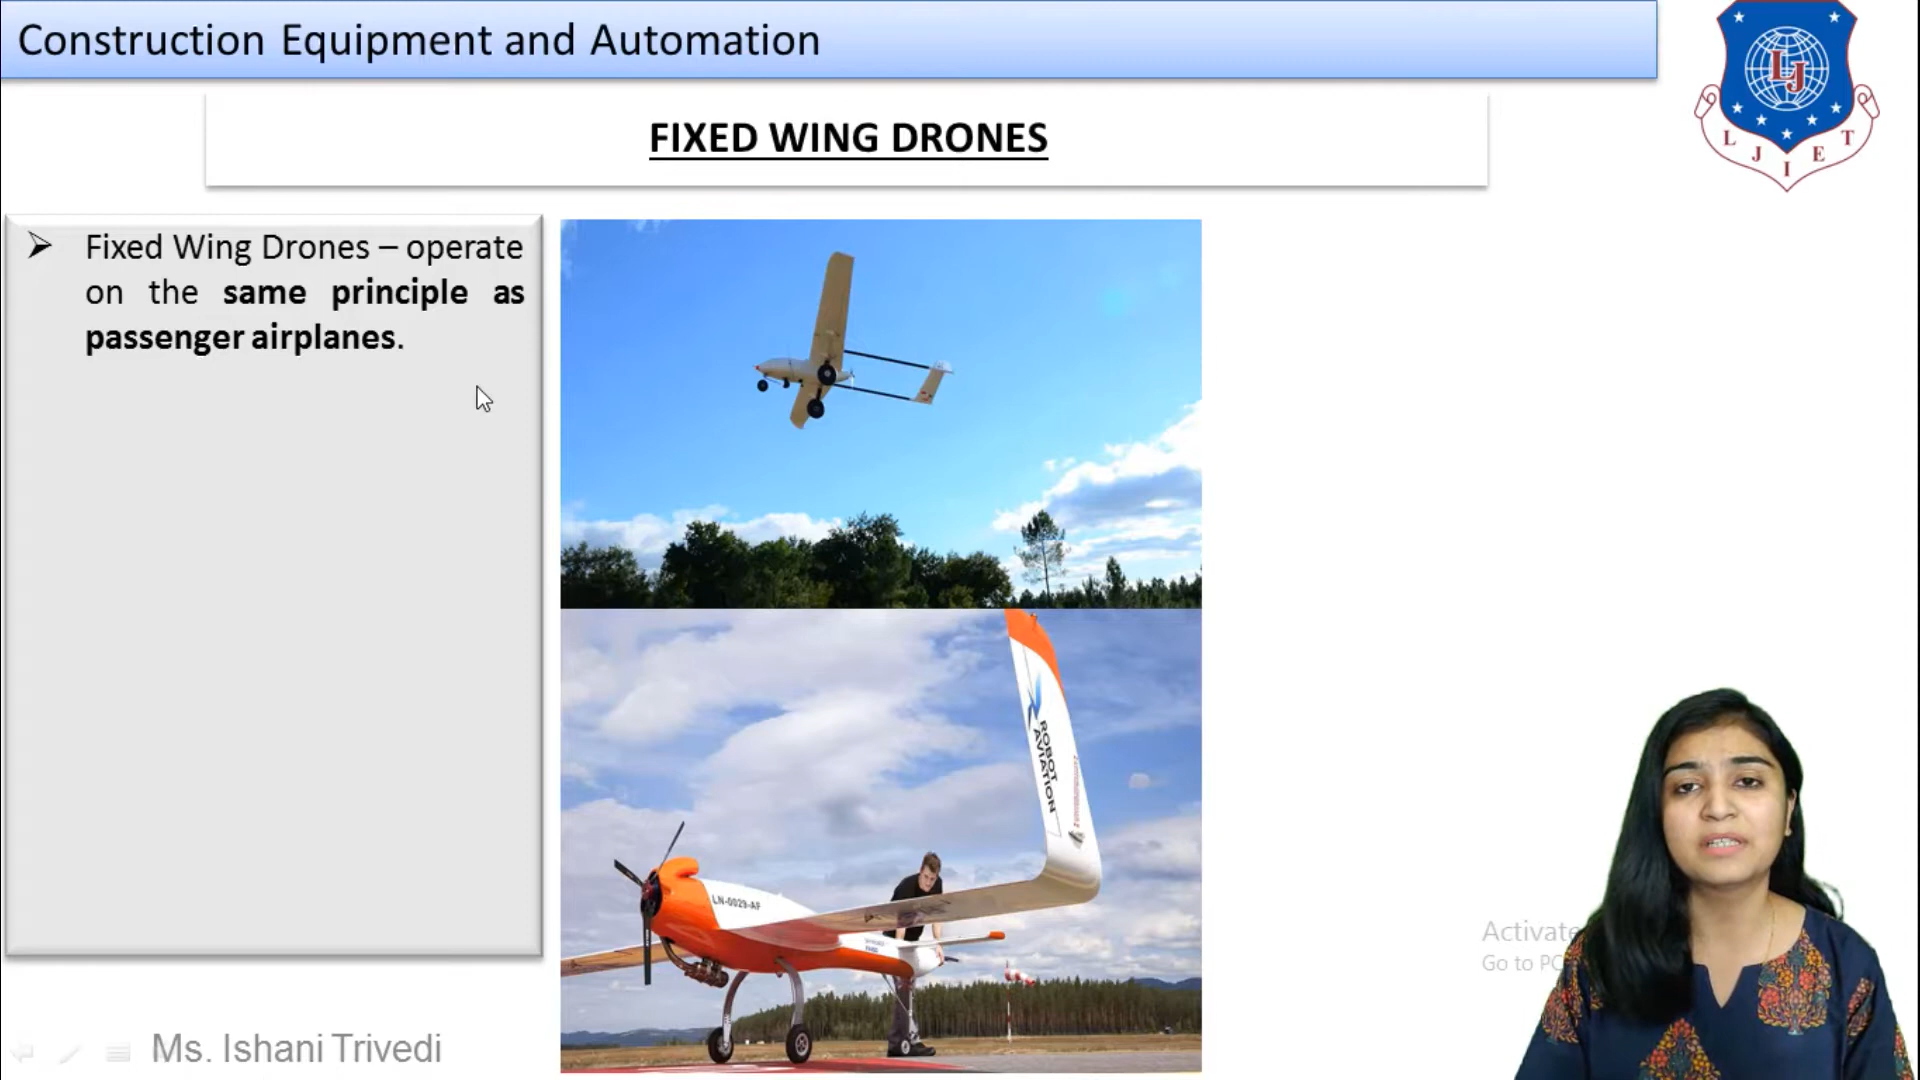 Construction Equipment and Automation
LJ
L J I E T
FIXED WING DRONES
Fixed Wing Drones – operate
on the same principle as
passenger airplanes.
ROBOT
AVIATION
LN-0029-AF
Activate
Go to PC
Ms. Ishani Trivedi